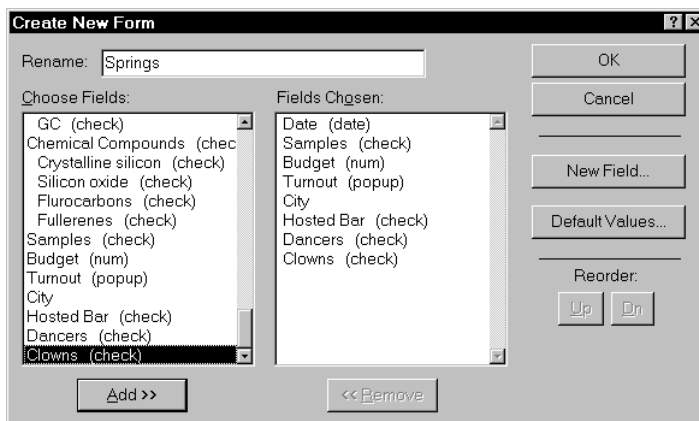 Create New Form
Rename: Springs
Choose Fields:
GC (check)
Chemical Compounds (chec
Crystalline silicon (check)
Silicon oxide (check)
Flurocarbons (check)
Fullerenes (check)
Samples (check)
Budget (num)
Turnout (popup)
City
Hosted Bar (check)
Dancers (check)
Clowns (check)
Add >>
Fields Chosen:
Date (date)
Samples (check)
Budget (num)
Turnout (popup)
City
Hosted Bar (check)
Dancers (check)
Clowns (check)
<< Remove
OK
Cancel
New Field...
Default Values...
Reorder:
Up Dn